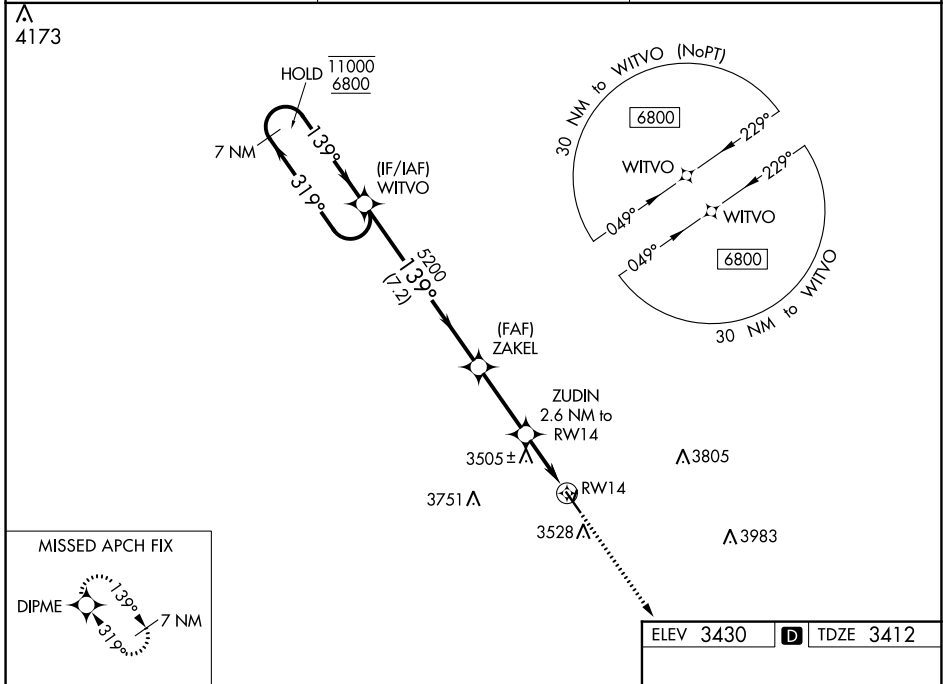 4173
HOLD 11000
6800
7 NM
139°
319°
(IF/IAF)
WITVO
5200
139°
(7.2)
(FAF)
ZAKEL
ZUDIN
2.6 NM to
RW14
3505 ±
3751
RW14
3528
3805
3983
30 NM to WITVO (NoPT)
6800
229°
WITVO
049°
229°
WITVO
049°
6800
30 NM to WITVO
MISSED APCH FIX
DIPME
139°
319°
7 NM
ELEV 3430 D TDZE 3412